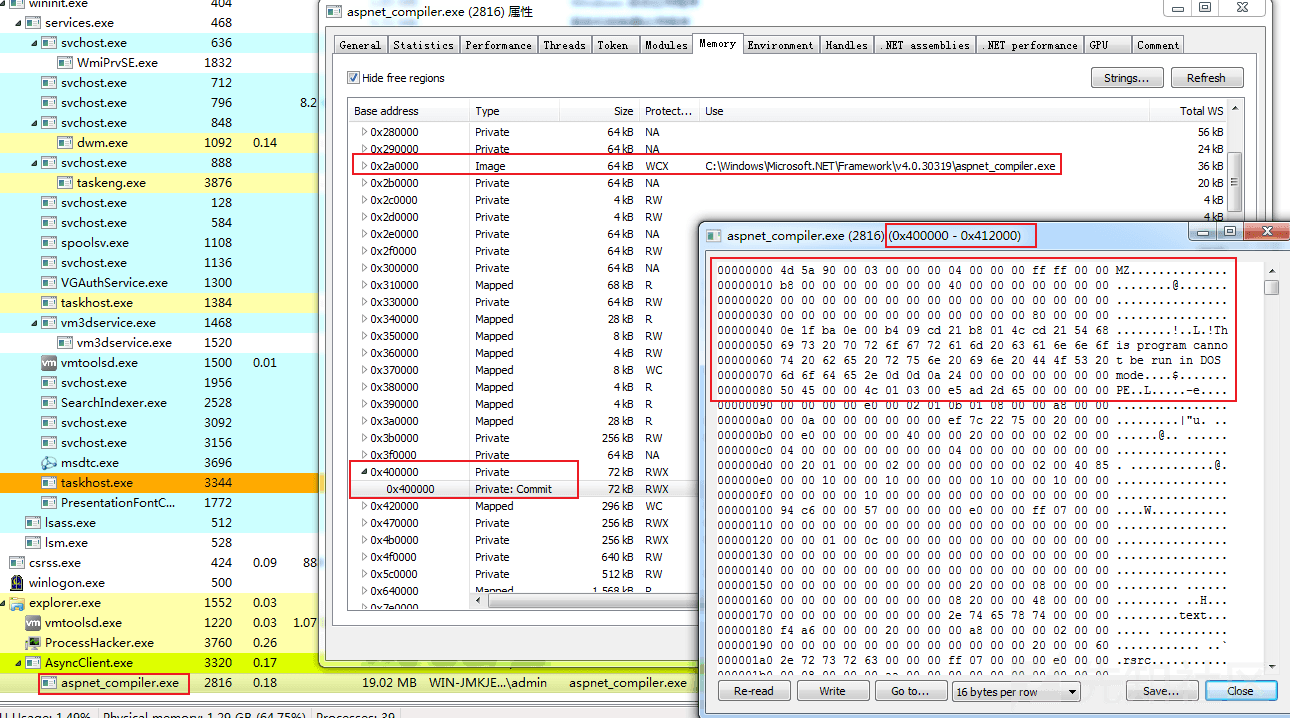 wininit.exe 404
services.exe 468
svchost.exe 636
WmiPrvSE.exe 1832
svchost.exe 712
svchost.exe 796 8.2
svchost.exe 848
dwm.exe 1092 0.14
svchost.exe 888
taskeng.exe 3876
svchost.exe 128
svchost.exe 584
spoolsv.exe 1108
svchost.exe 1136
VGAuthService.exe 1300
taskhost.exe 1384
vm3dservice.exe 1468
vm3dservice.exe 1520
vmtoolsd.exe 1500 0.01
svchost.exe 1956
SearchIndexer.exe 2528
svchost.exe 3092
svchost.exe 3156
msdtc.exe 3696
taskhost.exe 3344
PresentationFontC... 1772
lsass.exe 512
lsm.exe 528
csrss.exe 424 0.09 88
winlogon.exe 500
explorer.exe 1552 0.03
vmtoolsd.exe 1220 0.03 1.07
ProcessHacker.exe 3760 0.26
AsyncClient.exe 3320 0.17
aspnet_compiler.exe 2816 0.18 19.02 MB WIN-JMKJE...\admin aspnet_compiler.exe
U Usage: 1.49% Physical memory: 1.29 GB (64.75%) Processes: 39
aspnet_compiler.exe (2816) 属性
General Statistics Performance Threads Token Modules Memory Environment Handles .NET assemblies .NET performance GPU Comment
Hide free regions Strings... Refresh
Base address Type Size Protect... Use Total WS
0x280000 Private 64 kB NA 56 kB
0x290000 Private 64 kB NA 24 kB
0x2a0000 Image 64 kB WCX C:\Windows\Microsoft.NET\Framework\v4.0.30319\aspnet_compiler.exe 36 kB
0x2b0000 Private 64 kB NA 20 kB
0x2c0000 Private 4 kB RW 4 kB
0x2d0000 Private 4 kB RW 4 kB
0x2e0000 Private 64 kB NA
0x2f0000 Private 64 kB RW
0x300000 Private 64 kB NA
0x310000 Mapped 68 kB R
0x330000 Private 64 kB RW
0x340000 Mapped 28 kB R
0x350000 Mapped 8 kB RW
0x360000 Mapped 4 kB RW
0x370000 Mapped 8 kB WC
0x380000 Mapped 4 kB R
0x390000 Mapped 4 kB R
0x3a0000 Mapped 28 kB R
0x3b0000 Private 256 kB RW
0x3f0000 Private 64 kB NA
0x400000 Private 72 kB RWX
0x400000 Private: Commit 72 kB RWX
0x420000 Mapped 296 kB WC
0x470000 Private 256 kB RWX
0x4b0000 Private 256 kB RWX
0x4f0000 Private 640 kB RW
0x5c0000 Private 512 kB RW
0x640000 Mapped 1,568 kB R
0x7e0000
aspnet_compiler.exe (2816) (0x400000 - 0x412000)
00000000 4d 5a 90 00 03 00 00 00 04 00 00 00 ff ff 00 00 MZ..............
00000010 b8 00 00 00 00 00 00 00 40 00 00 00 00 00 00 00 ........@.......
00000020 00 00 00 00 00 00 00 00 00 00 00 00 00 00 00 00 ................
00000030 00 00 00 00 00 00 00 00 00 00 00 00 80 00 00 00 ................
00000040 0e 1f ba 0e 00 b4 09 cd 21 b8 01 4c cd 21 54 68 ........!..L.!Th
00000050 69 73 20 70 72 6f 67 72 61 6d 20 63 61 6e 6e 6f is program canno
00000060 74 20 62 65 20 72 75 6e 20 69 6e 20 44 4f 53 20 t be run in DOS
00000070 6d 6f 64 65 2e 0d 0d 0a 24 00 00 00 00 00 00 00 mode....$.......
00000080 50 45 00 00 4c 01 03 00 e5 ad 2d 65 00 00 00 00 PE..L.....-e....
00000090 00 00 00 00 e0 00 02 01 0b 01 08 00 00 a8 00 00 ................
000000a0 00 0a 00 00 00 00 00 00 ef 7c 22 75 00 20 00 00 .........|"u. ..
000000b0 00 e0 00 00 00 00 40 00 00 20 00 00 00 02 00 00 ......@.. ......
000000c0 04 00 00 00 00 00 00 00 04 00 00 00 00 00 00 00 ................
000000d0 00 20 01 00 00 02 00 00 00 00 00 00 02 00 40 85 . ............@.
000000e0 00 00 10 00 00 10 00 00 00 00 10 00 00 10 00 00 ................
000000f0 00 00 00 00 10 00 00 00 00 00 00 00 00 00 00 00 ................
00000100 94 c6 00 00 57 00 00 00 00 e0 00 00 ff 07 00 00 ....W...........
00000110 00 00 00 00 00 00 00 00 00 00 00 00 00 00 00 00 ................
00000120 00 00 01 00 0c 00 00 00 00 00 00 00 00 00 00 00 ................
00000130 00 00 00 00 00 00 00 00 00 00 00 00 00 00 00 00 ................
00000140 00 00 00 00 00 00 00 00 00 00 00 00 00 00 00 00 ................
00000150 00 00 00 00 00 00 00 00 00 20 00 00 08 00 00 00 ......... ......
00000160 00 00 00 00 00 00 00 00 08 20 00 00 48 00 00 00 ......... ..H...
00000170 00 00 00 00 00 00 00 00 2e 74 65 78 74 00 00 00 .........text...
00000180 f4 a6 00 00 00 20 00 00 00 a8 00 00 00 02 00 00 ..... ..........
00000190 00 00 00 00 00 00 00 00 00 00 00 00 20 00 00 60 ............ ..`
000001a0 2e 72 73 72 63 00 00 00 ff 07 00 00 00 e0 00 00 .rsrc...........
Re-read Write Go to... 16 bytes per row Save... Close